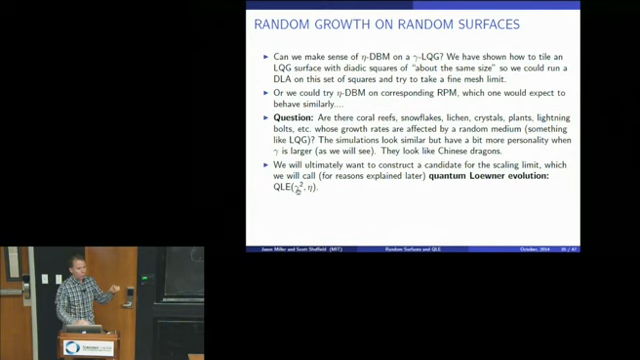 RANDOM GROWTH ON RANDOM SURFACES
Can we make sense of η-DBM on a γ-LQG? We have shown how to tile an
LQG surface with diadic squares of "about the same size" so we could run a
DLA on this set of squares and try to take a fine mesh limit.
Or we could try η-DBM on corresponding RPM, which one would expect to
behave similarly....
Question: Are there coral reefs, snowflakes, lichen, crystals, plants, lightning
bolts, etc. whose growth rates are affected by a random medium (something
like LQG)? The simulations look similar but have a bit more personality when
γ is larger (as we will see). They look like Chinese dragons.
We will ultimately want to construct a candidate for the scaling limit, which
we will call (for reasons explained later) quantum Loewner evolution:
QLE(γ², η).
Jason Miller and Scott Sheffield (MIT)
Random Surfaces and QLE
October, 2014